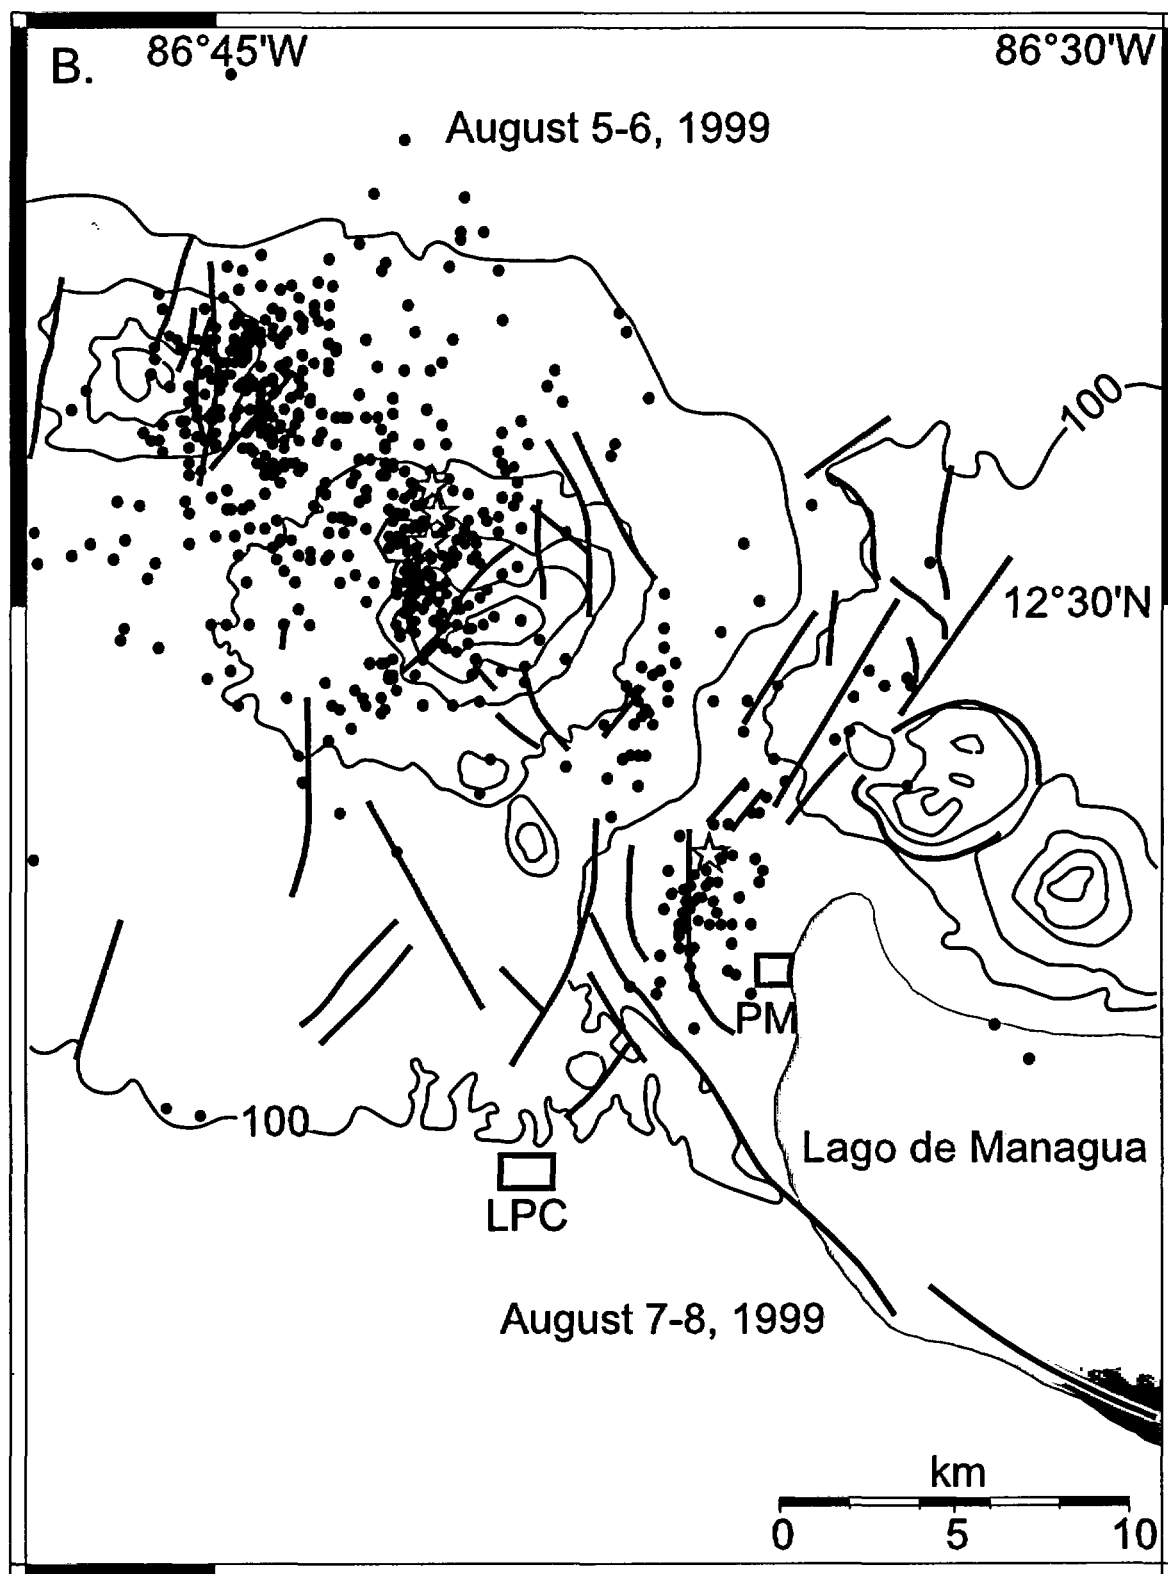 B.
86°45'W
86°30'W
August 5-6, 1999
100
12°30'N
PM
100
Lago de Managua
LPC
August 7-8, 1999
km
0 5 10